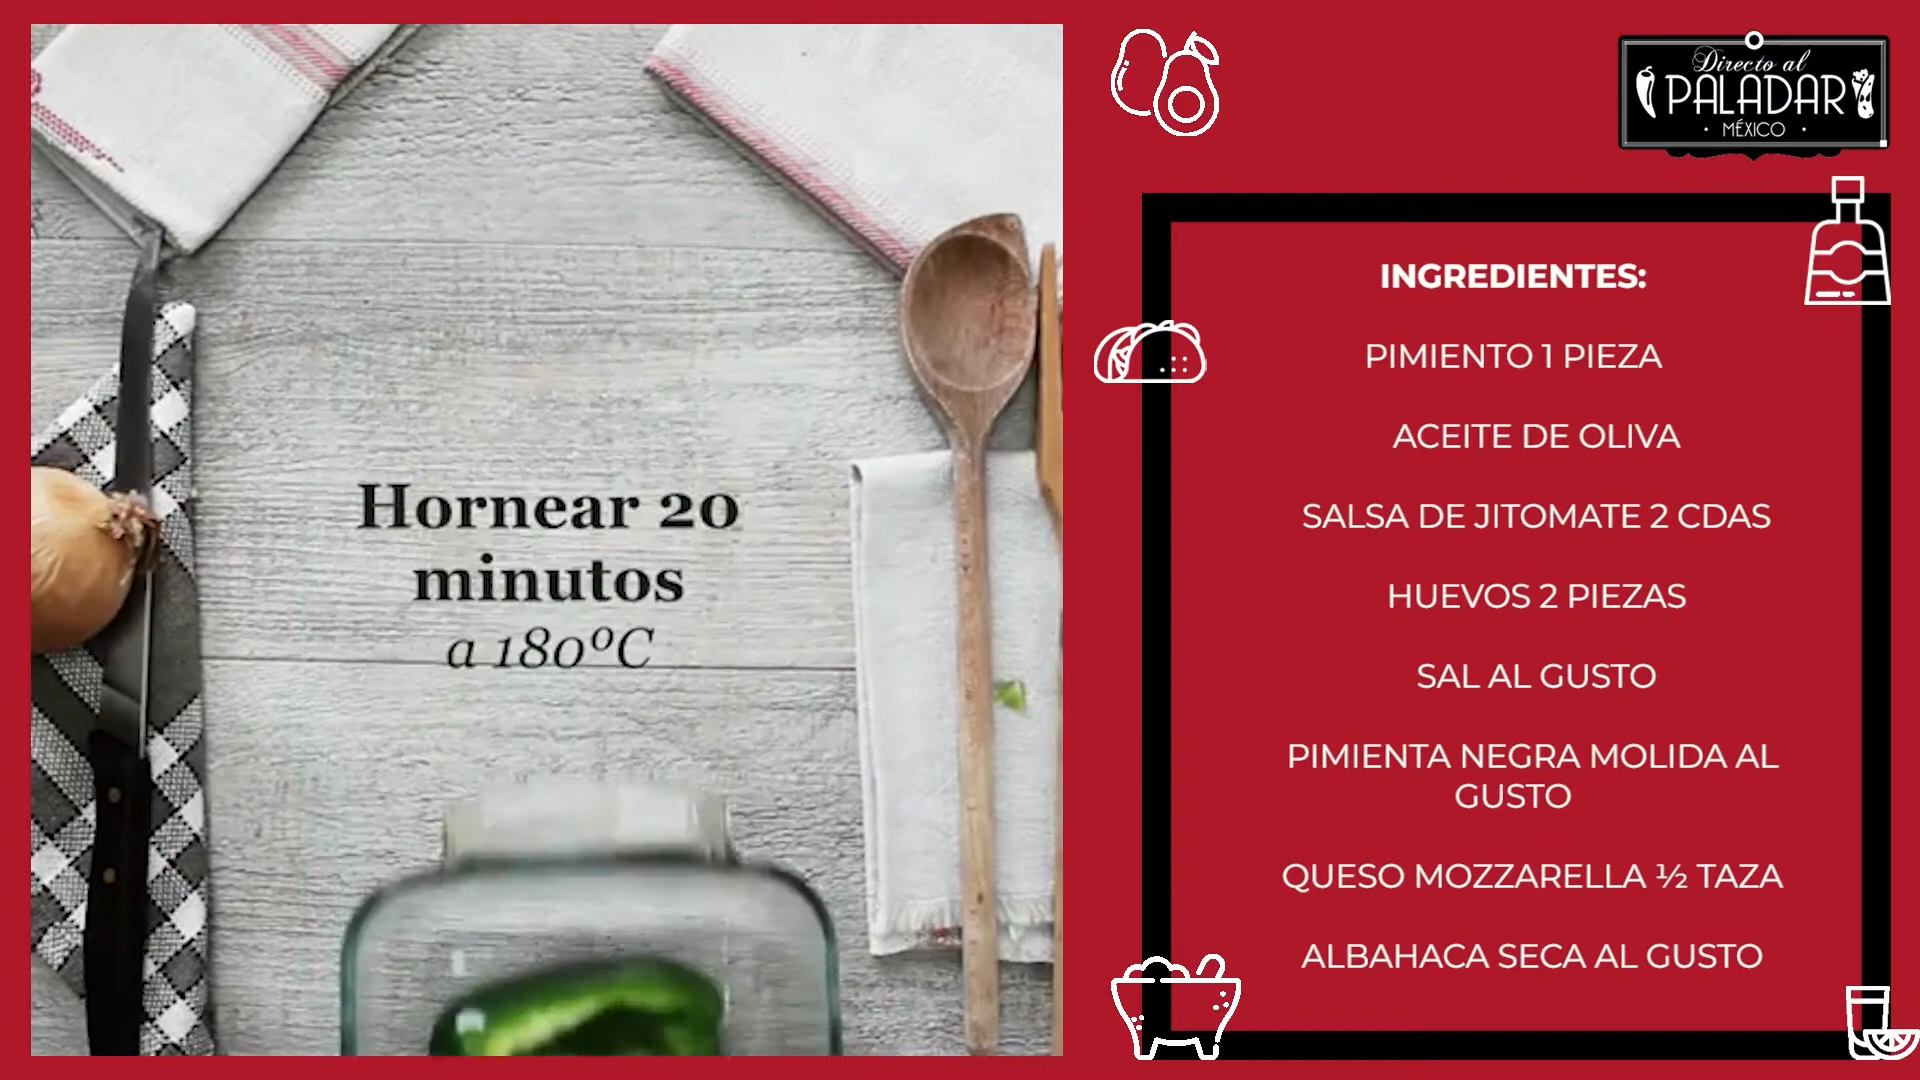 Hornear 20
minutos
a 180ºC
Directo al
PALADAR
· MÉXICO ·
INGREDIENTES:
PIMIENTO 1 PIEZA
ACEITE DE OLIVA
SALSA DE JITOMATE 2 CDAS
HUEVOS 2 PIEZAS
SAL AL GUSTO
PIMIENTA NEGRA MOLIDA AL
GUSTO
QUESO MOZZARELLA ½ TAZA
ALBAHACA SECA AL GUSTO